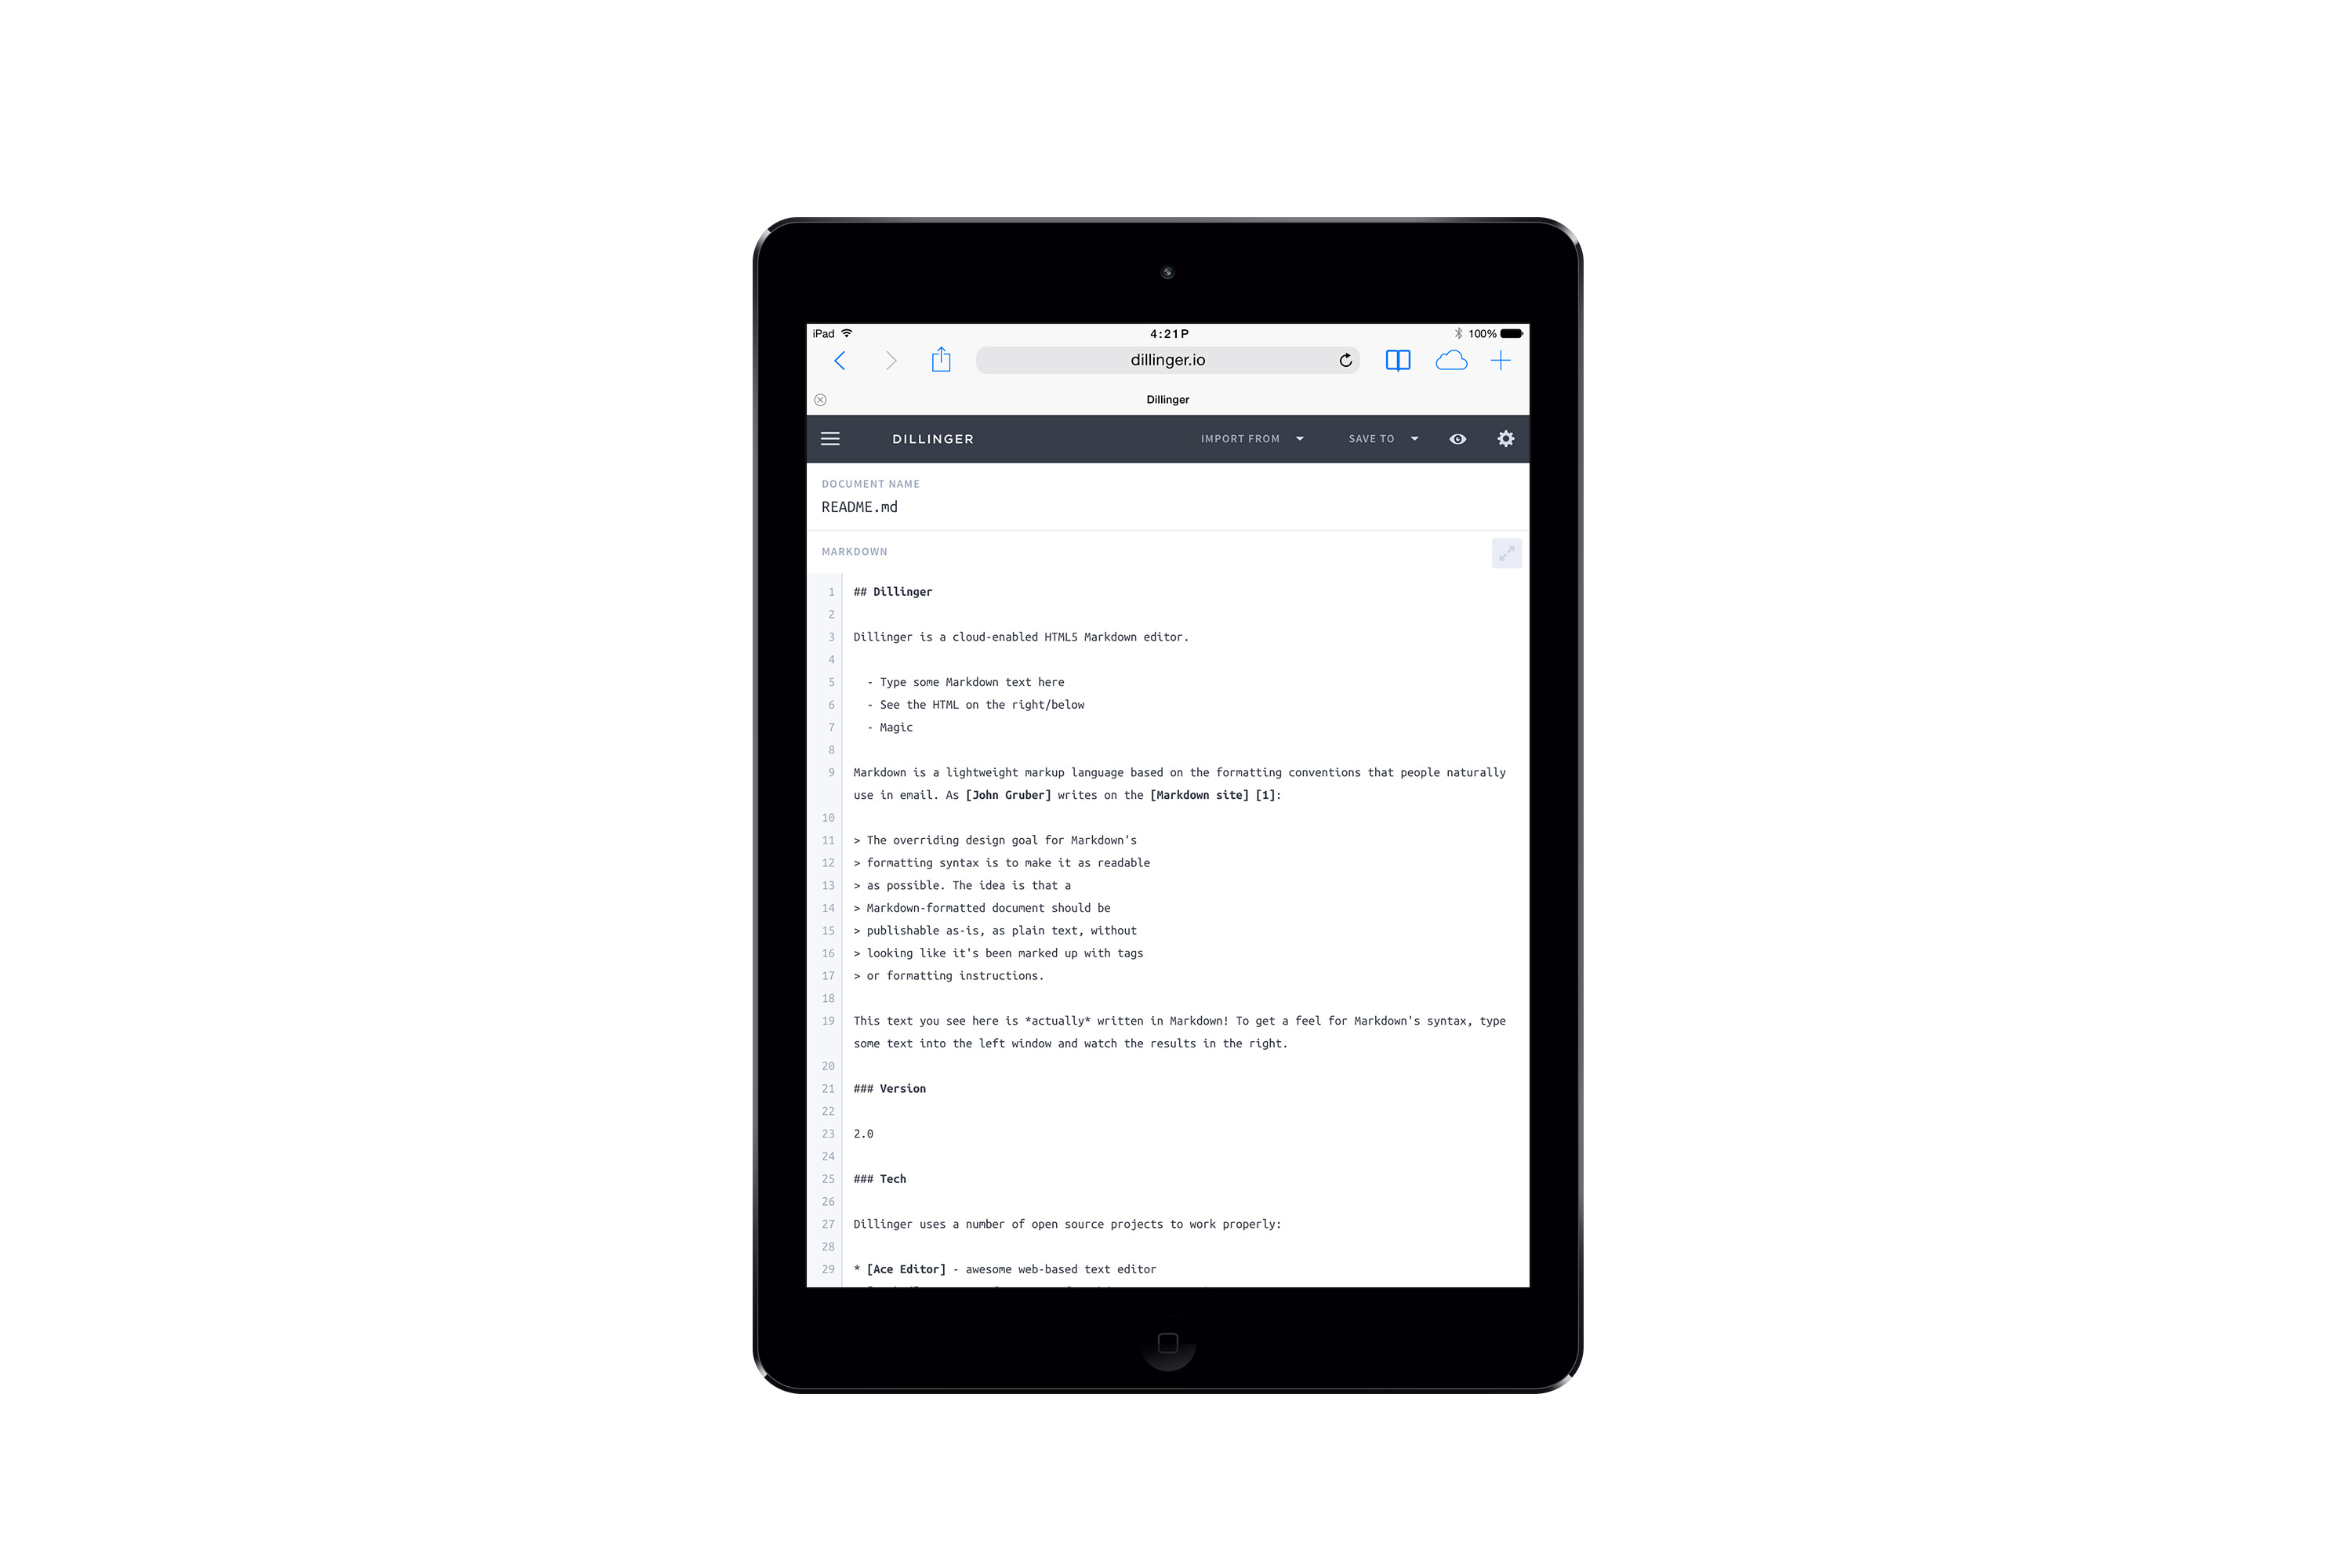 iPad 4:21P 100%
dillinger.io
Dillinger
DILLINGER IMPORT FROM SAVE TO
DOCUMENT NAME
README.md
MARKDOWN
1 ## Dillinger
2
3 Dillinger is a cloud-enabled HTML5 Markdown editor.
4
5 - Type some Markdown text here
6 - See the HTML on the right/below
7 - Magic
8
9 Markdown is a lightweight markup language based on the formatting conventions that people naturally
use in email. As [John Gruber] writes on the [Markdown site] [1]:
10
11 > The overriding design goal for Markdown's
12 > formatting syntax is to make it as readable
13 > as possible. The idea is that a
14 > Markdown-formatted document should be
15 > publishable as-is, as plain text, without
16 > looking like it's been marked up with tags
17 > or formatting instructions.
18
19 This text you see here is *actually* written in Markdown! To get a feel for Markdown's syntax, type
some text into the left window and watch the results in the right.
20
21 ### Version
22
23 2.0
24
25 ### Tech
26
27 Dillinger uses a number of open source projects to work properly:
28
29 * [Ace Editor] - awesome web-based text editor